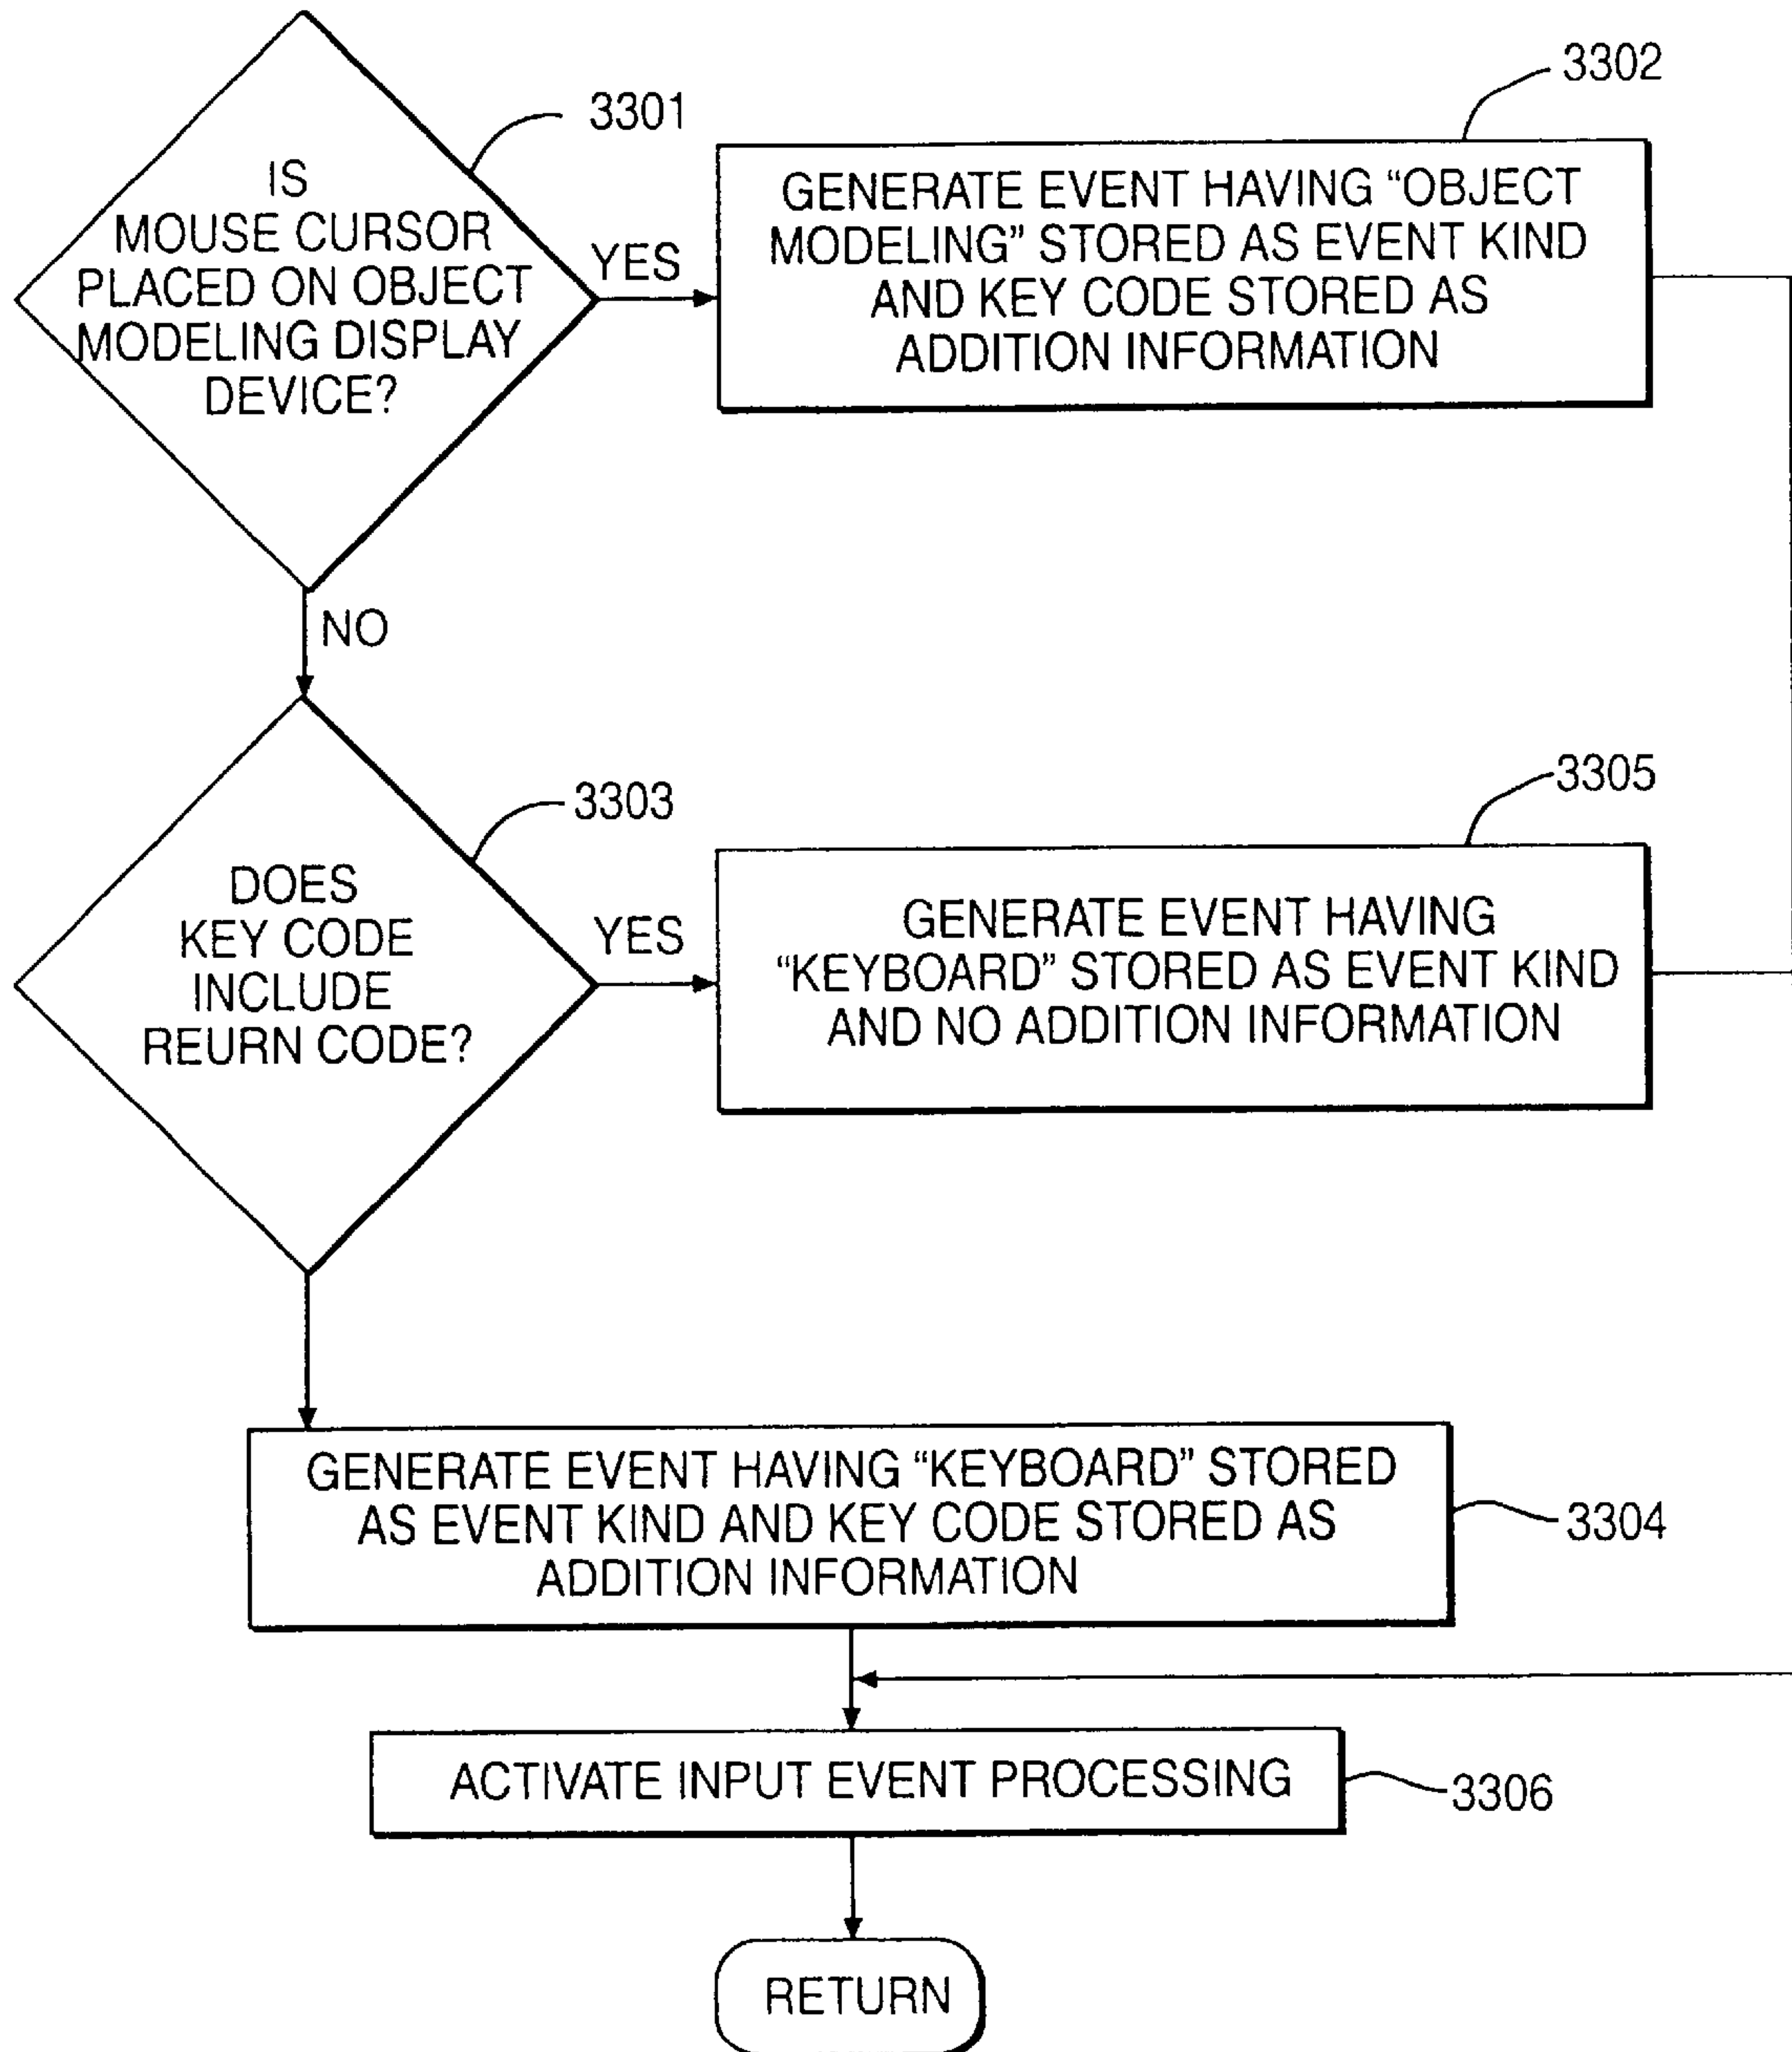 3301
IS
MOUSE CURSOR
PLACED ON OBJECT
MODELING DISPLAY
DEVICE?
YES
3302
GENERATE EVENT HAVING “OBJECT
MODELING” STORED AS EVENT KIND
AND KEY CODE STORED AS
ADDITION INFORMATION
NO
3303
DOES
KEY CODE
INCLUDE
REURN CODE?
YES
3305
GENERATE EVENT HAVING
“KEYBOARD” STORED AS EVENT KIND
AND NO ADDITION INFORMATION
GENERATE EVENT HAVING “KEYBOARD” STORED
AS EVENT KIND AND KEY CODE STORED AS
ADDITION INFORMATION
3304
ACTIVATE INPUT EVENT PROCESSING
3306
RETURN